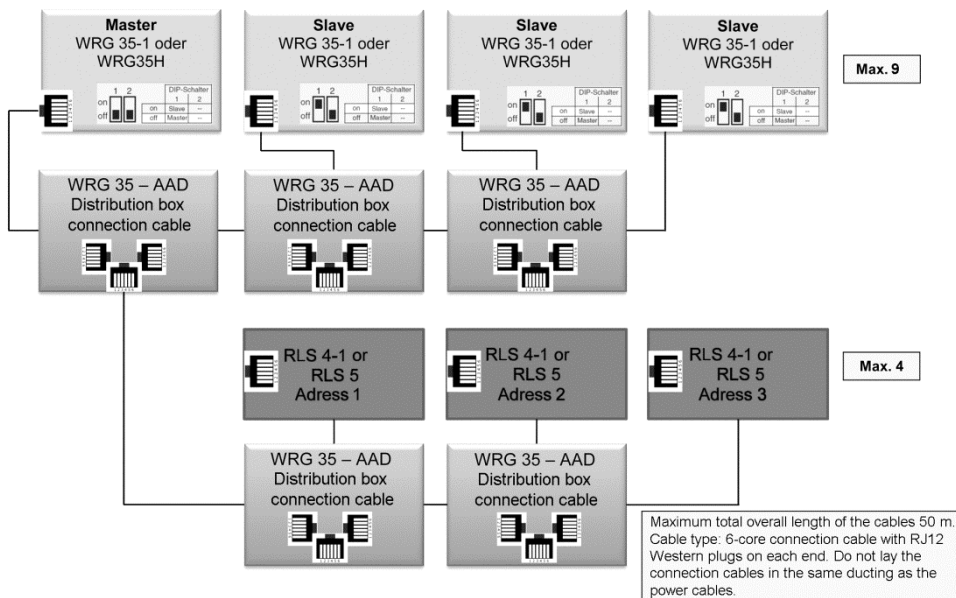 Master
WRG 35-1 oder
WRG35H
1 2
on
off
DIP-Schalter
1 2
on Slave --
off Master --
Slave
WRG 35-1 oder
WRG35H
1 2
on
off
DIP-Schalter
1 2
on Slave --
off Master --
Slave
WRG 35-1 oder
WRG35H
1 2
on
off
DIP-Schalter
1 2
on Slave --
off Master --
Slave
WRG 35-1 oder
WRG35H
1 2
on
off
DIP-Schalter
1 2
on Slave --
off Master --
Max. 9
WRG 35 – AAD
Distribution box
connection cable
123456
WRG 35 – AAD
Distribution box
connection cable
123456
WRG 35 – AAD
Distribution box
connection cable
123456
RLS 4-1 or
RLS 5
Adress 1
RLS 4-1 or
RLS 5
Adress 2
RLS 4-1 or
RLS 5
Adress 3
Max. 4
WRG 35 – AAD
Distribution box
connection cable
123456
WRG 35 – AAD
Distribution box
connection cable
123456
Maximum total overall length of the cables 50 m.
Cable type: 6-core connection cable with RJ12
Western plugs on each end. Do not lay the
connection cables in the same ducting as the
power cables.